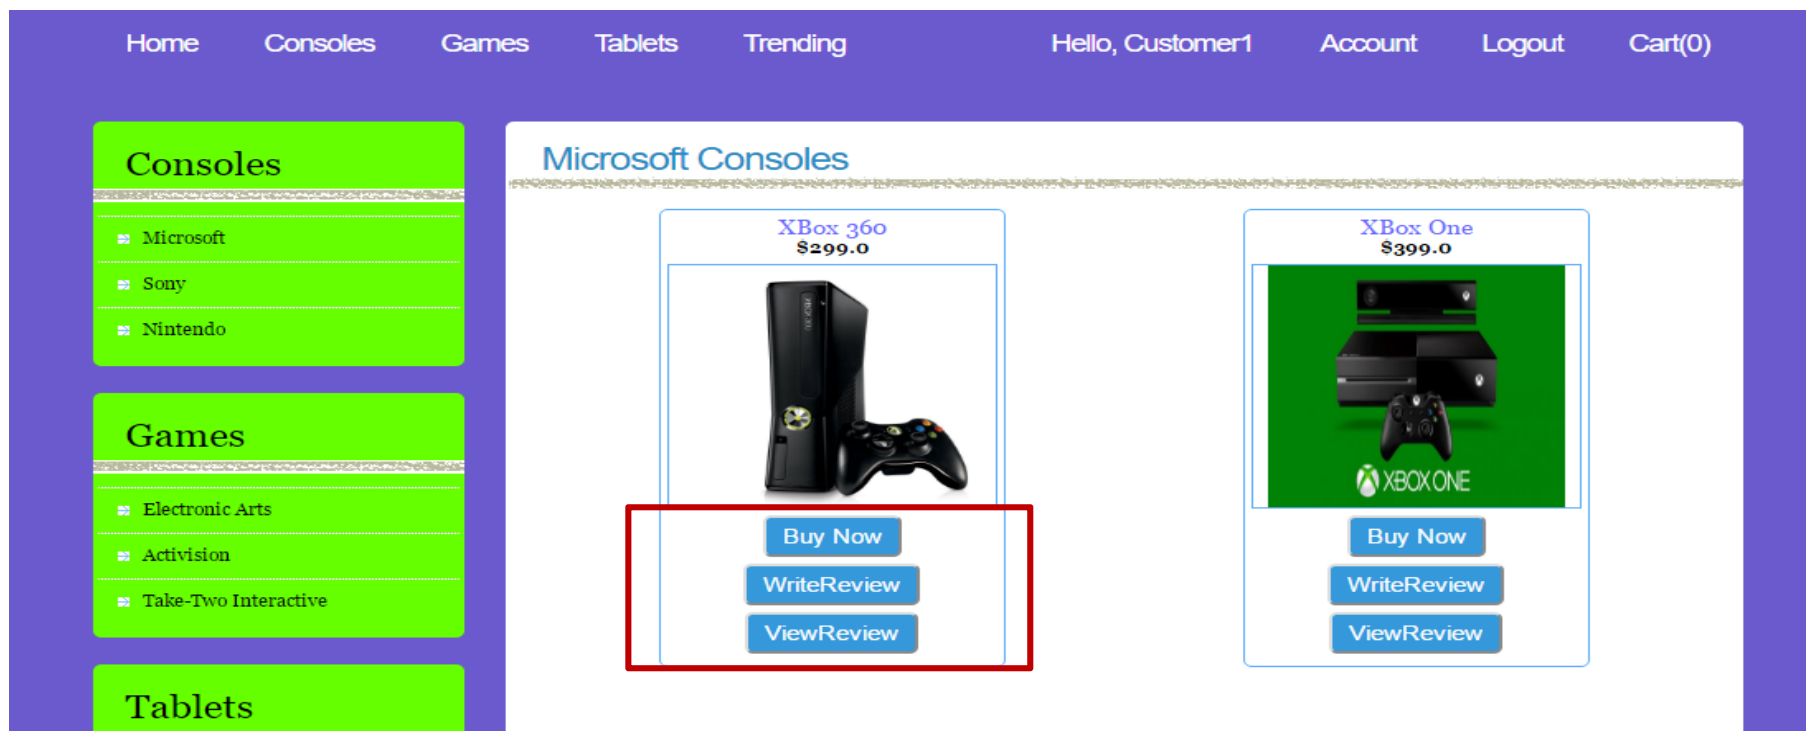 Home Consoles Games Tablets Trending Hello, Customer1 Account Logout Cart(0)
Consoles
Microsoft
Sony
Nintendo
Games
Electronic Arts
Activision
Take-Two Interactive
Tablets
Microsoft Consoles
XBox 360
$299.0
Buy Now
WriteReview
ViewReview
XBox One
$399.0
XBOX ONE
Buy Now
WriteReview
ViewReview